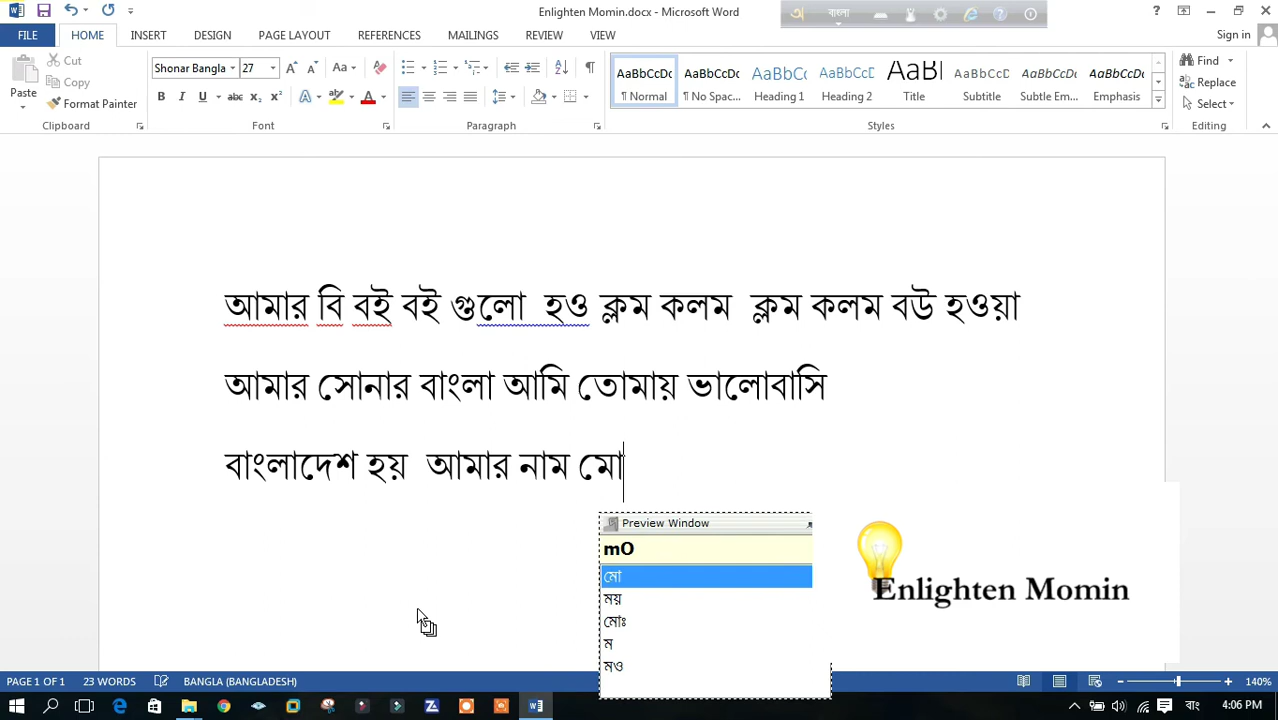 Enlighten Momin.docx - Microsoft Word
বাংলা
FILE HOME INSERT DESIGN PAGE LAYOUT REFERENCES MAILINGS REVIEW VIEW
Sign in
Paste
Cut
Copy
Format Painter
Clipboard
Shonar Bangla 27
Font
Paragraph
AaBbCcDc AaBbCcDc AaBbCc AaBbCcC AaBbI AaBbCcC AaBbCcDc AaBbCcDc
¶ Normal ¶ No Spac... Heading 1 Heading 2 Title Subtitle Subtle Em... Emphasis
Styles
Find
Replace
Select
Editing
আমার বি বই বই গুলো হও ক্লম কলম ক্লম কলম বউ হওয়া
আমার সোনার বাংলা আমি তোমায় ভালোবাসি
বাংলাদেশ হয় আমার নাম মো
Preview Window
mO
মো
ময়
মোঃ
ম
মও
Enlighten Momin
PAGE 1 OF 1 23 WORDS BANGLA (BANGLADESH) 140%
বাং 4:06 PM